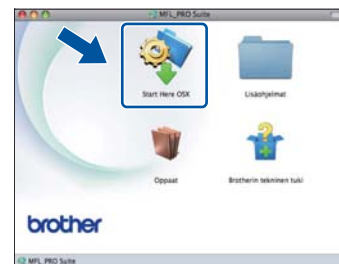 MFL_PRO Suite
Start Here OSX
Lisäohjelmat
Oppaat
Brotherin tekninen tuki
brother
MFL_PRO Suite